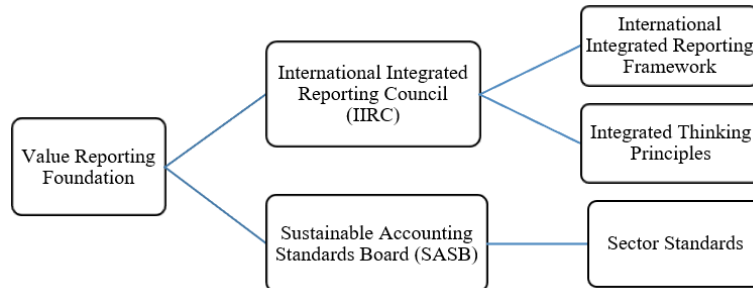 International
Integrated Reporting
Framework
International Integrated
Reporting Council
(IIRC)
Integrated Thinking
Principles
Value Reporting
Foundation
Sustainable Accounting
Standards Board (SASB)
Sector Standards